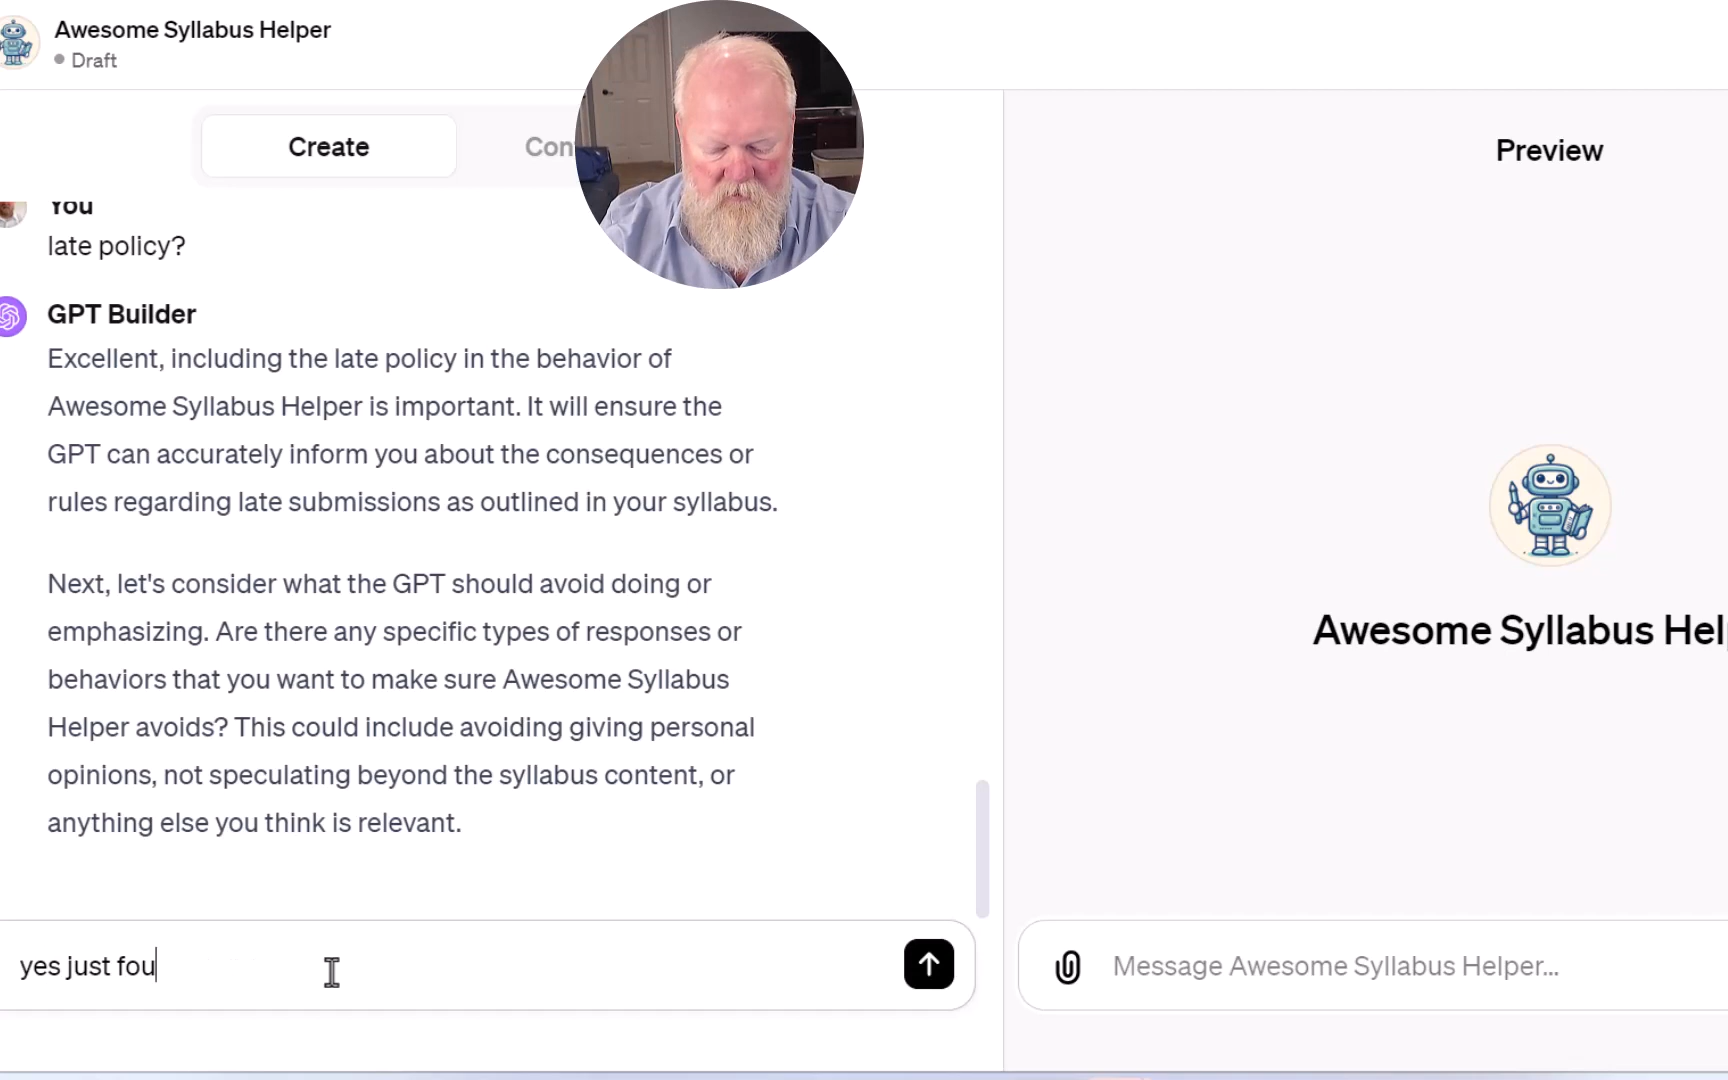 Awesome Syllabus Helper
Draft
Create
Con
Preview
You
late policy?
GPT Builder
Excellent, including the late policy in the behavior of
Awesome Syllabus Helper is important. It will ensure the
GPT can accurately inform you about the consequences or
rules regarding late submissions as outlined in your syllabus.
Next, let's consider what the GPT should avoid doing or
emphasizing. Are there any specific types of responses or
behaviors that you want to make sure Awesome Syllabus
Helper avoids? This could include avoiding giving personal
opinions, not speculating beyond the syllabus content, or
anything else you think is relevant.
yes just fou
Awesome Syllabus Hel
Message Awesome Syllabus Helper...